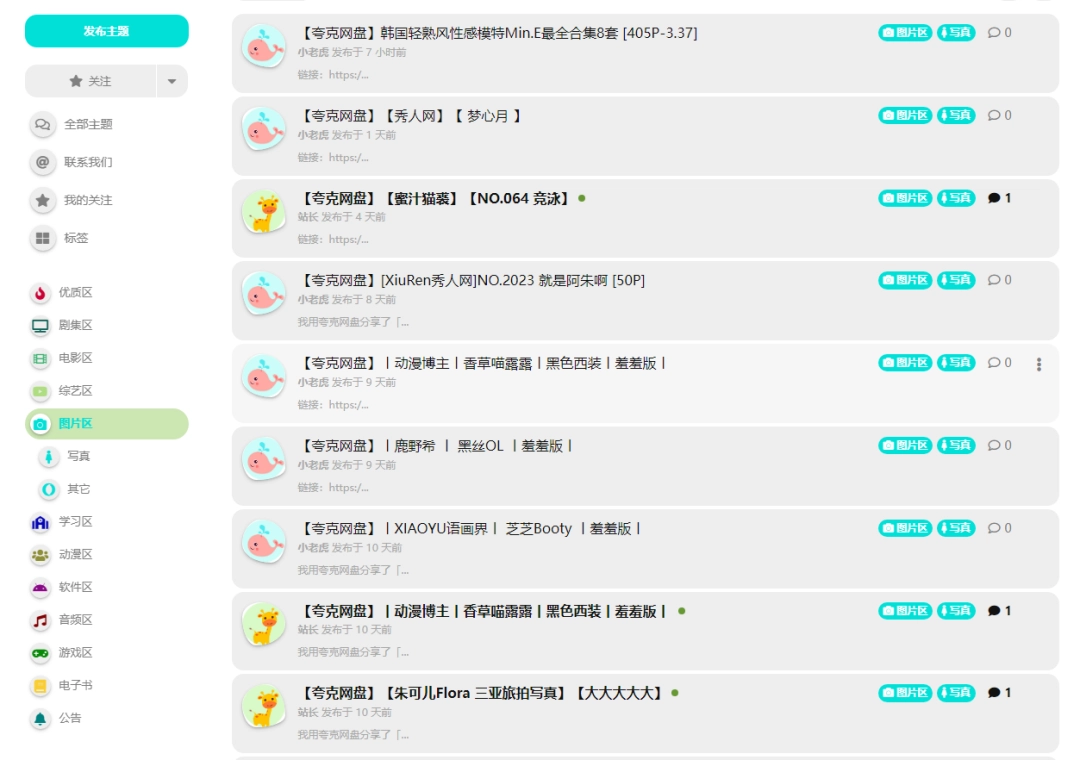 发布主题
关注
全部主题
联系我们
我的关注
标签
优质区
剧集区
电影区
综艺区
图片区
写真
其它
学习区
动漫区
软件区
音频区
游戏区
电子书
公告
【夸克网盘】韩国轻熟风性感模特Min.E最全合集8套 [405P-3.37] 图片区 写真 0
小老虎 发布于 7 小时前
链接：https:/...
【夸克网盘】【秀人网】【 梦心月 】 图片区 写真 0
小老虎 发布于 1 天前
链接：https:/...
【夸克网盘】【蜜汁猫裘】【NO.064 竞泳】 图片区 写真 1
站长 发布于 4 天前
链接：https:/...
【夸克网盘】[XiuRen秀人网]NO.2023 就是阿朱啊 [50P] 图片区 写真 0
小老虎 发布于 8 天前
我用夸克网盘分享了「...
【夸克网盘】丨动漫博主丨香草喵露露丨黑色西装丨羞羞版丨 图片区 写真 0
小老虎 发布于 9 天前
链接：https:/...
【夸克网盘】丨鹿野希 丨 黑丝OL 丨羞羞版丨 图片区 写真 0
小老虎 发布于 9 天前
链接：https:/...
【夸克网盘】丨XIAOYU语画界丨 芝芝Booty 丨羞羞版丨 图片区 写真 0
小老虎 发布于 10 天前
我用夸克网盘分享了「...
【夸克网盘】丨动漫博主丨香草喵露露丨黑色西装丨羞羞版丨 图片区 写真 1
站长 发布于 10 天前
我用夸克网盘分享了「...
【夸克网盘】【朱可儿Flora 三亚旅拍写真】【大大大大大】 图片区 写真 1
站长 发布于 10 天前
我用夸克网盘分享了「...